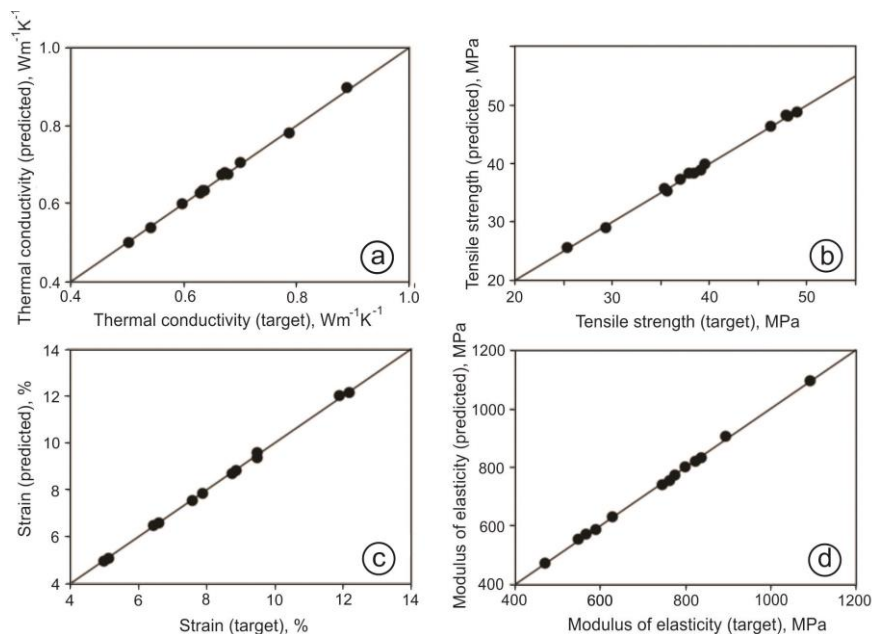 1.0
0.8
0.6
0.4
Thermal conductivity (predicted), Wm⁻¹K⁻¹
0.4 0.6 0.8 1.0
Thermal conductivity (target), Wm⁻¹K⁻¹
a
50
40
30
20
Tensile strength (predicted), MPa
20 30 40 50
Tensile strength (target), MPa
b
14
12
10
8
6
4
Strain (predicted), %
4 6 8 10 12 14
Strain (target), %
c
1200
1000
800
600
400
Modulus of elasticity (predicted), MPa
400 600 800 1000 1200
Modulus of elasticity (target), MPa
d